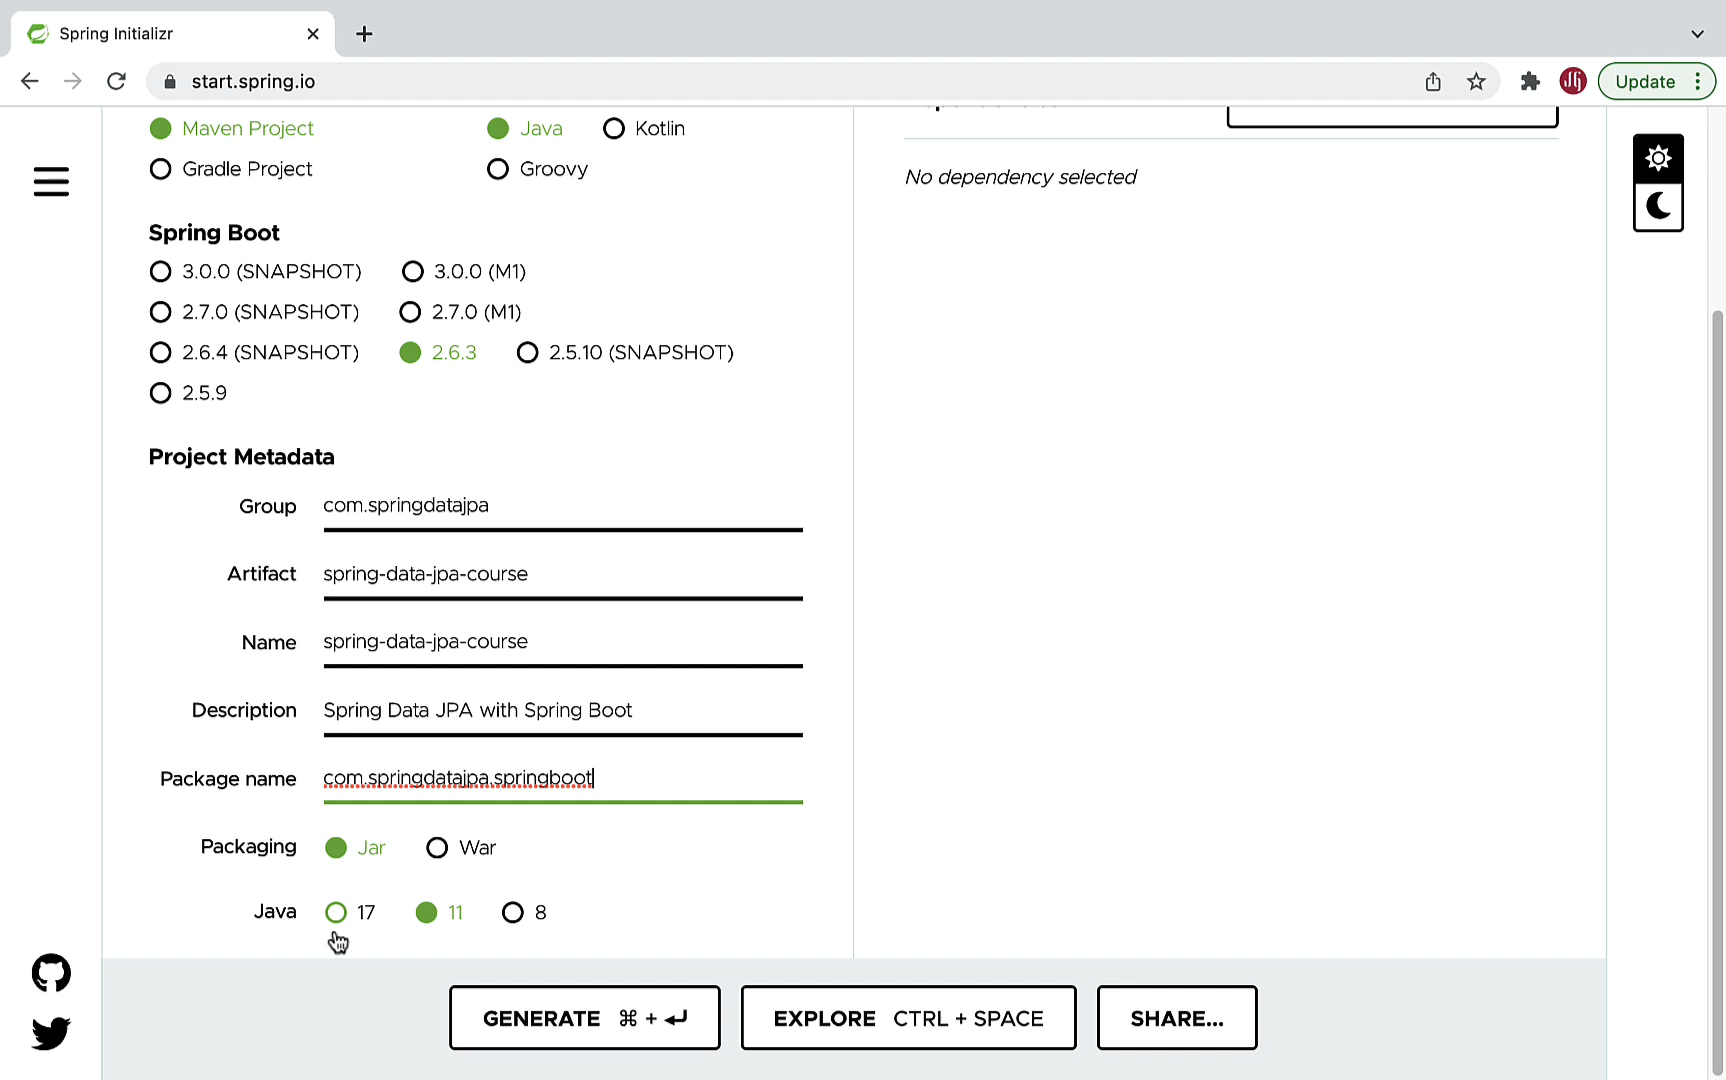 Spring Initializr
start.spring.io
Update
Maven Project Java Kotlin
Gradle Project Groovy
No dependency selected
Spring Boot
3.0.0 (SNAPSHOT) 3.0.0 (M1)
2.7.0 (SNAPSHOT) 2.7.0 (M1)
2.6.4 (SNAPSHOT) 2.6.3 2.5.10 (SNAPSHOT)
2.5.9
Project Metadata
Group com.springdatajpa
Artifact spring-data-jpa-course
Name spring-data-jpa-course
Description Spring Data JPA with Spring Boot
Package name com.springdatajpa.springboot
Packaging Jar War
Java 17 11 8
GENERATE ⌘ + ↵ EXPLORE CTRL + SPACE SHARE...